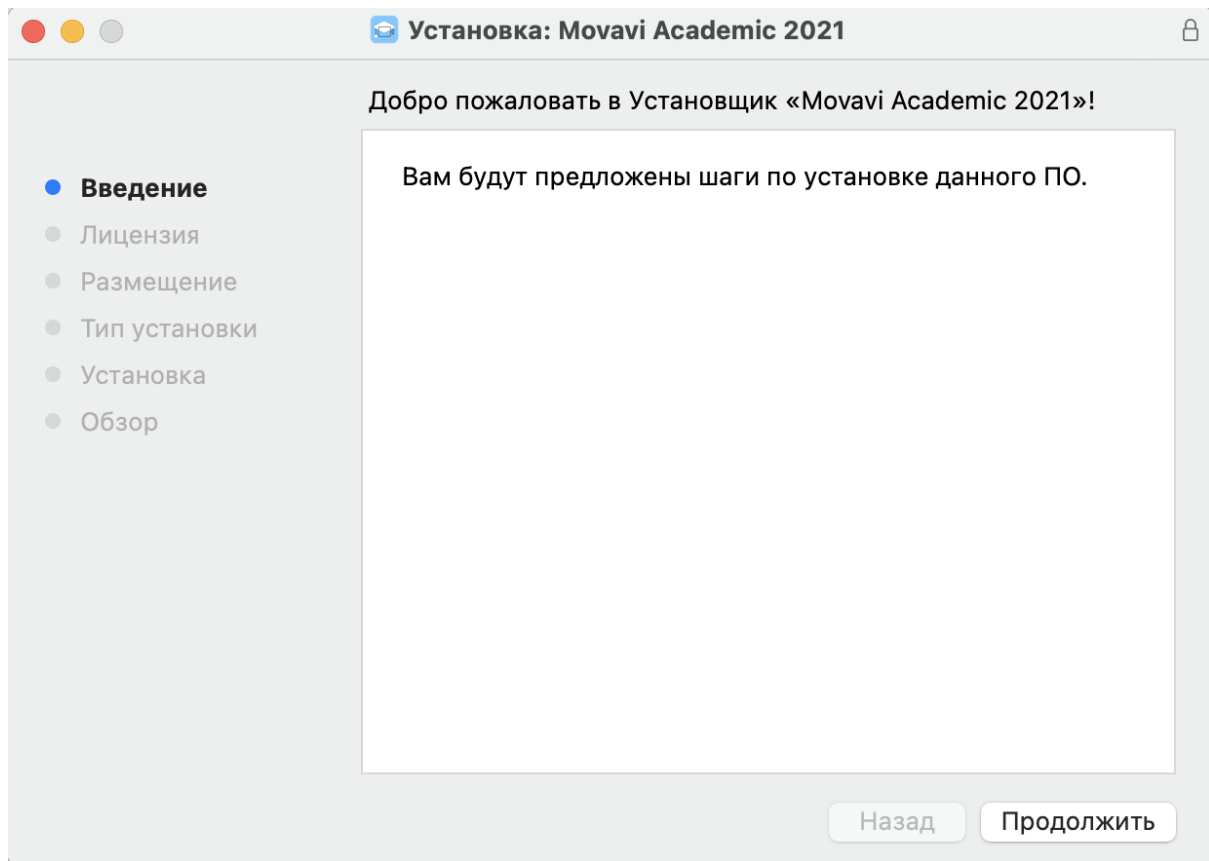 Установка: Movavi Academic 2021
Добро пожаловать в Установщик «Movavi Academic 2021»!
Вам будут предложены шаги по установке данного ПО.
Введение
Лицензия
Размещение
Тип установки
Установка
Обзор
Назад
Продолжить